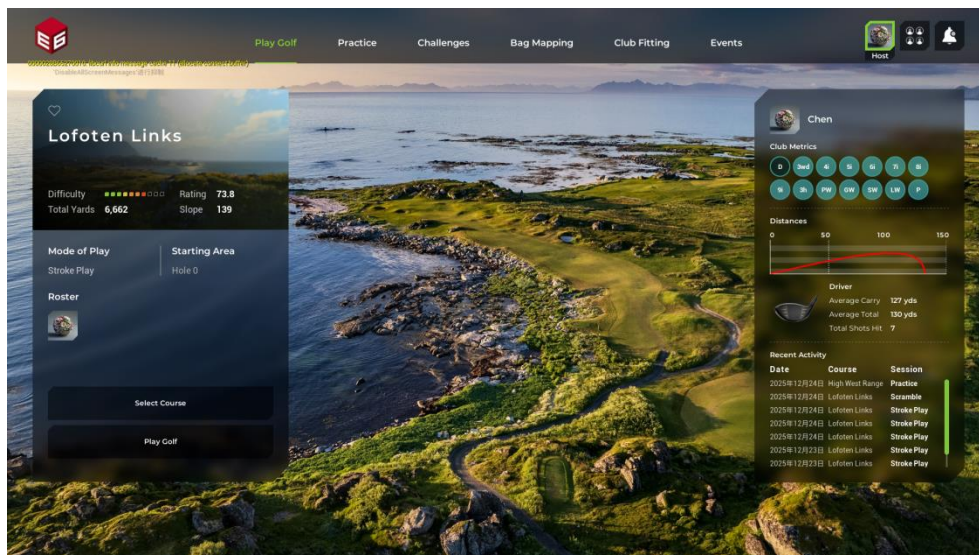 E6
Play Golf
Practice
Challenges
Bag Mapping
Club Fitting
Events
Host
'DisableAllScreenMessages'进行抑制
Lofoten Links
Difficulty
Rating 73.8
Total Yards 6,662
Slope 139
Mode of Play
Starting Area
Stroke Play
Hole 0
Roster
Select Course
Play Golf
Chen
Club Metrics
D 3wd 4i 5i 6i 7i 8i
9i 3h PW GW SW LW P
Distances
0 50 100 150
Driver
Average Carry 127 yds
Average Total 130 yds
Total Shots Hit 7
Recent Activity
Date Course Session
2025年12月24日 High West Range Practice
2025年12月24日 Lofoten Links Scramble
2025年12月24日 Lofoten Links Stroke Play
2025年12月24日 Lofoten Links Stroke Play
2025年12月24日 Lofoten Links Stroke Play
2025年12月23日 Lofoten Links Stroke Play
2025年12月23日 Lofoten Links Stroke Play